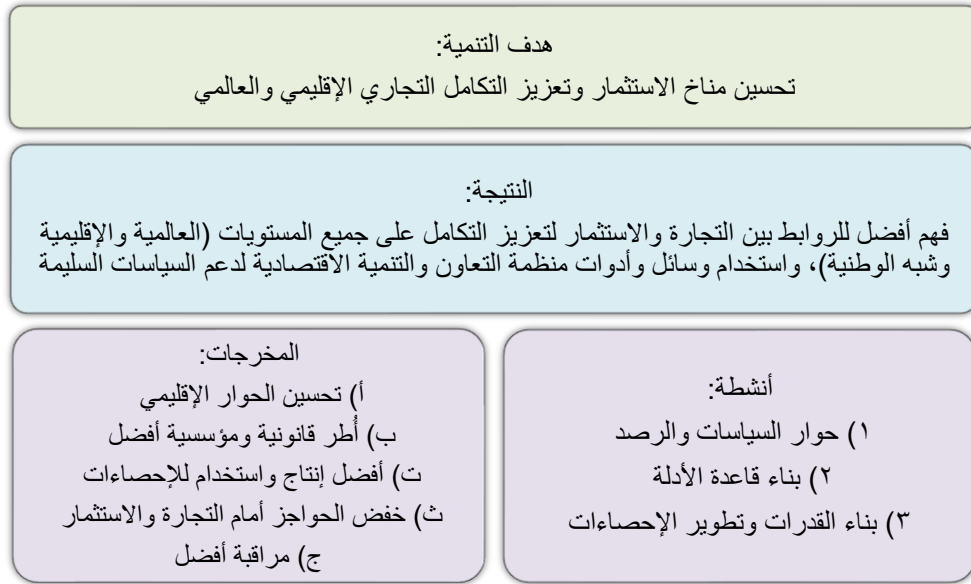 هدف التنمية:
تحسين مناخ الاستثمار وتعزيز التكامل التجاري الإقليمي والعالمي
النتيجة:
فهم أفضل للروابط بين التجارة والاستثمار لتعزيز التكامل على جميع المستويات (العالمية والإقليمية
وشبه الوطنية)، واستخدام وسائل وأدوات منظمة التعاون والتنمية الاقتصادية لدعم السياسات السليمة
أنشطة:
١) حوار السياسات والرصد
٢) بناء قاعدة الأدلة
٣) بناء القدرات وتطوير الإحصاءات
المخرجات:
أ) تحسين الحوار الإقليمي
ب) أُطر قانونية ومؤسسية أفضل
ت) أفضل إنتاج واستخدام للإحصاءات
ث) خفض الحواجز أمام التجارة والاستثمار
ج) مراقبة أفضل